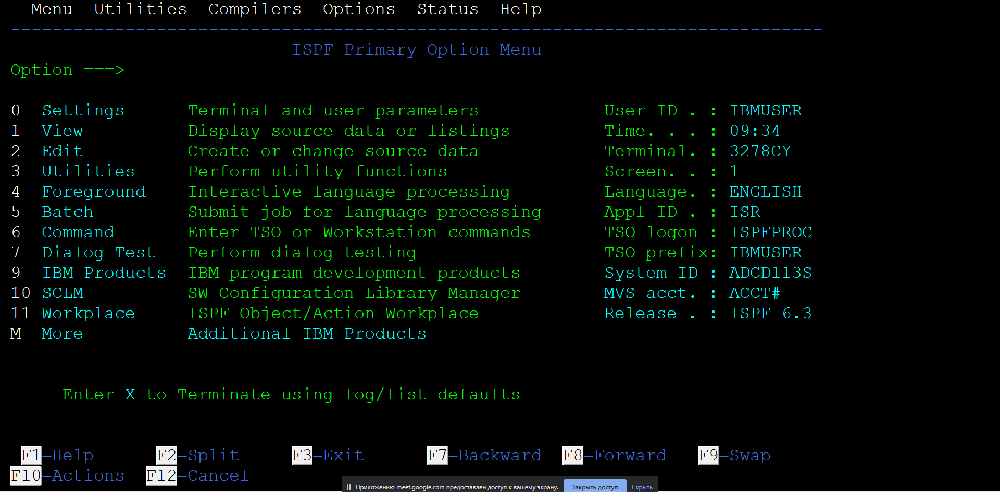 Menu  Utilities  Compilers  Options  Status  Help
------------------------------------------------------------------------------
ISPF Primary Option Menu
Option ===>
0  Settings      Terminal and user parameters            User ID . : IBMUSER
1  View          Display source data or listings         Time. . . : 09:34
2  Edit          Create or change source data            Terminal. : 3278CY
3  Utilities     Perform utility functions               Screen. . : 1
4  Foreground    Interactive language processing         Language. : ENGLISH
5  Batch         Submit job for language processing      Appl ID . : ISR
6  Command       Enter TSO or Workstation commands       TSO logon : ISPFPROC
7  Dialog Test   Perform dialog testing                  TSO prefix: IBMUSER
9  IBM Products  IBM program development products        System ID : ADCD113S
10 SCLM          SW Configuration Library Manager        MVS acct. : ACCT#
11 Workplace     ISPF Object/Action Workplace            Release . : ISPF 6.3
M  More          Additional IBM Products
Enter X to Terminate using log/list defaults
F1=Help      F2=Split     F3=Exit      F7=Backward  F8=Forward   F9=Swap
F10=Actions  F12=Cancel
Приложению meet.google.com предоставлен доступ к вашему экрану. Закрыть доступ Скрыть